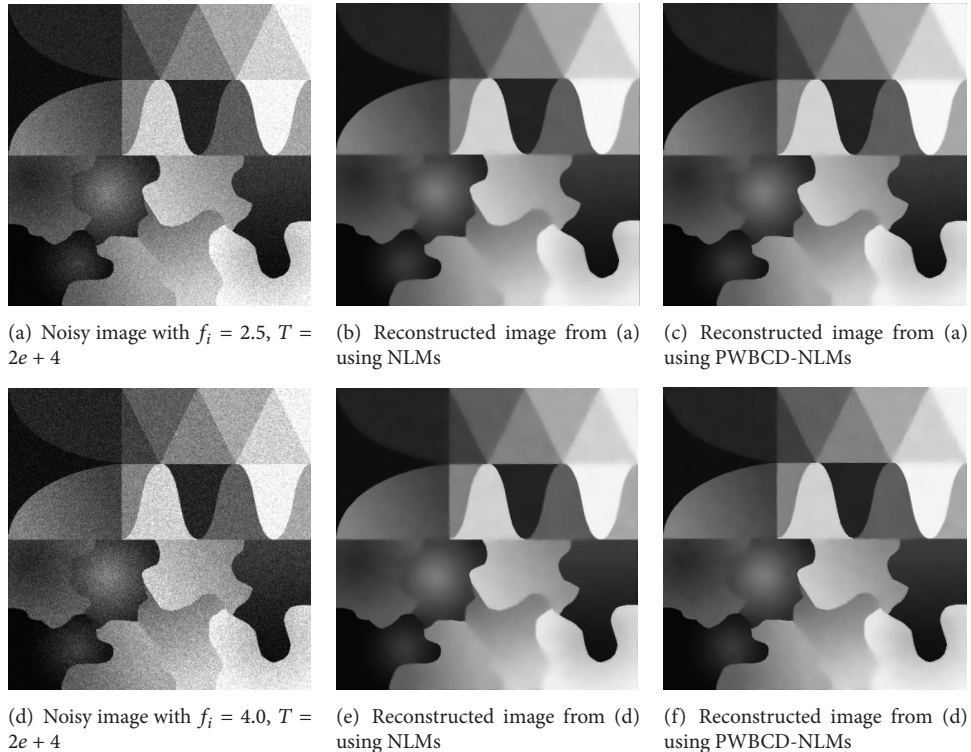 (a) Noisy image with f_i = 2.5, T =
2e + 4
(b) Reconstructed image from (a)
using NLMs
(c) Reconstructed image from (a)
using PWBCD-NLMs
(d) Noisy image with f_i = 4.0, T =
2e + 4
(e) Reconstructed image from (d)
using NLMs
(f) Reconstructed image from (d)
using PWBCD-NLMs